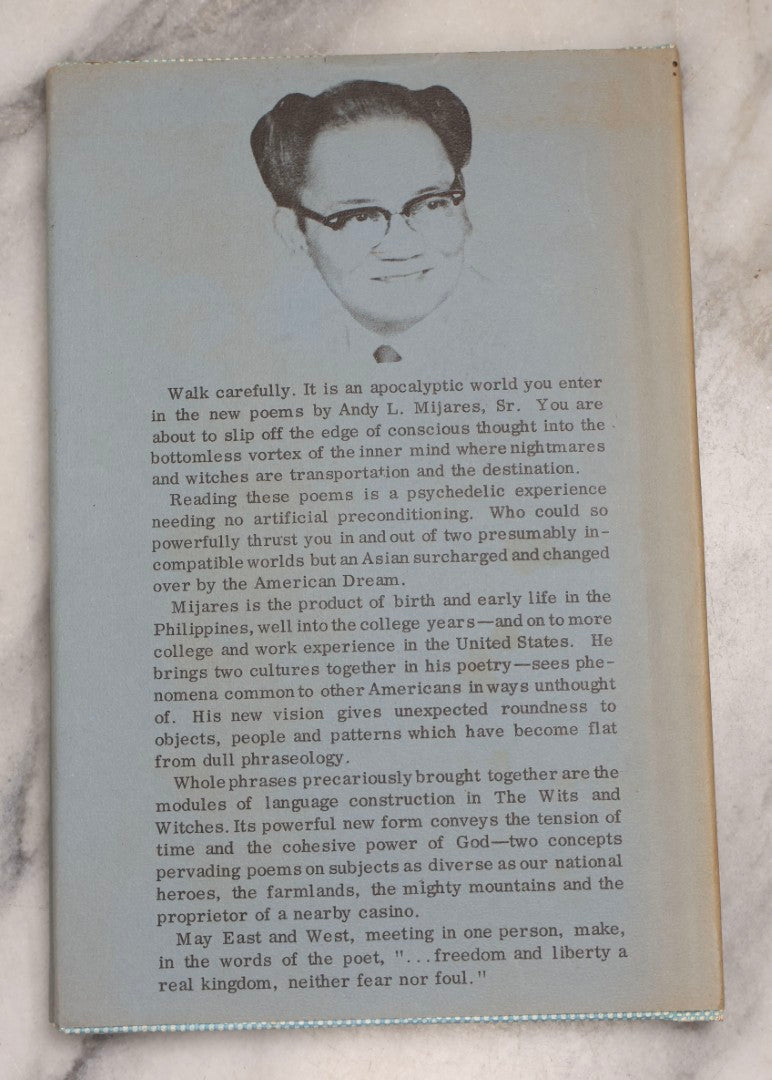 Walk carefully. It is an apocalyptic world you enter
in the new poems by Andy L. Mijares, Sr. You are
about to slip off the edge of conscious thought into the
bottomless vortex of the inner mind where nightmares
and witches are transportation and the destination.
Reading these poems is a psychedelic experience
needing no artificial preconditioning. Who could so
powerfully thrust you in and out of two presumably in-
compatible worlds but an Asian surcharged and changed
over by the American Dream.
Mijares is the product of birth and early life in the
Philippines, well into the college years—and on to more
college and work experience in the United States. He
brings two cultures together in his poetry—sees phe-
nomena common to other Americans in ways unthought
of. His new vision gives unexpected roundness to
objects, people and patterns which have become flat
from dull phraseology.
Whole phrases precariously brought together are the
modules of language construction in The Wits and
Witches. Its powerful new form conveys the tension of
time and the cohesive power of God—two concepts
pervading poems on subjects as diverse as our national
heroes, the farmlands, the mighty mountains and the
proprietor of a nearby casino.
May East and West, meeting in one person, make,
in the words of the poet, "...freedom and liberty a
real kingdom, neither fear nor foul."